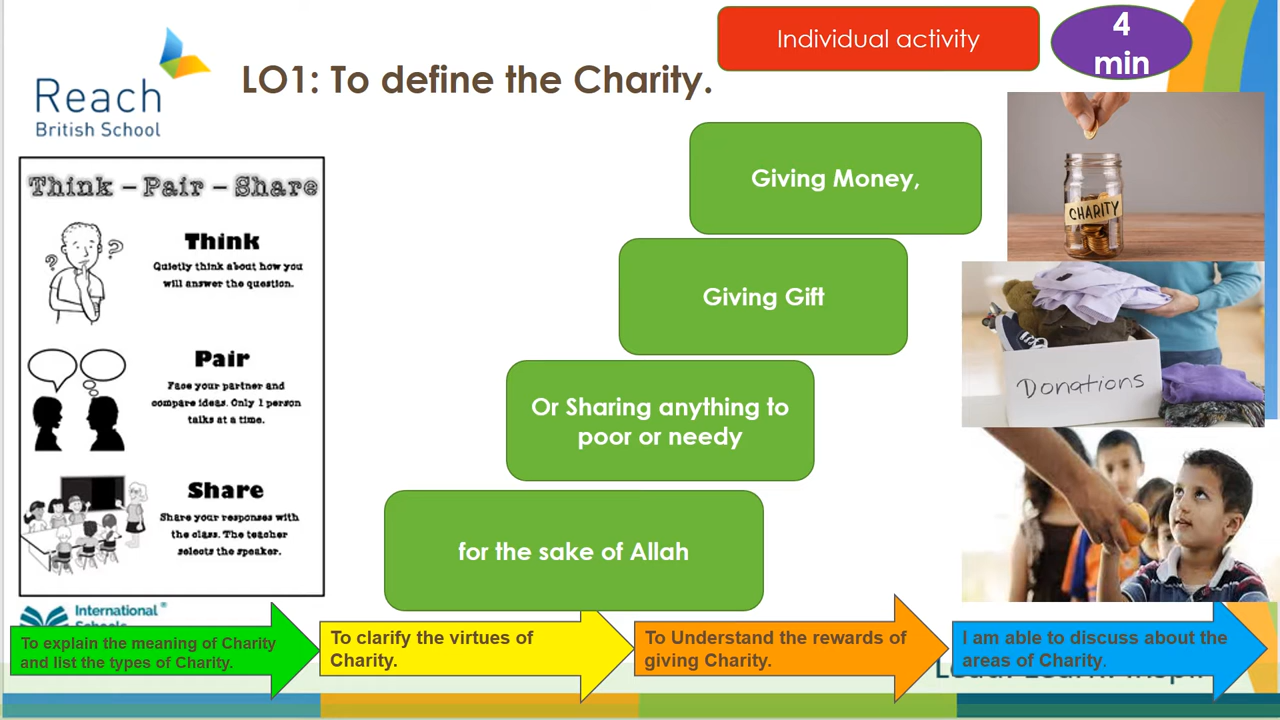 Individual activity
4
min
Reach
British School
LO1: To define the Charity.
Think – Pair – Share
Think
Quietly think about how you
will answer the question.
Pair
Face your partner and
compare ideas. Only 1 person
talks at a time.
Share
Share your responses with
the class. The teacher
selects the speaker.
Giving Money,
Giving Gift
Or Sharing anything to
poor or needy
for the sake of Allah
CHARITY
Donations
International
To explain the meaning of Charity
and list the types of Charity.
To clarify the virtues of
Charity.
To Understand the rewards of
giving Charity.
I am able to discuss about the
areas of Charity.